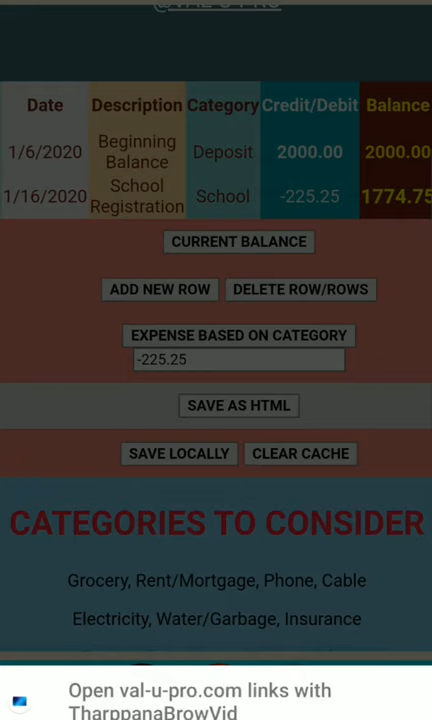 @VAL-U-PRO
Date Description Category Credit/Debit Balance
1/6/2020 Beginning Balance Deposit 2000.00 2000.00
1/16/2020 School Registration School -225.25 1774.75
CURRENT BALANCE
ADD NEW ROW DELETE ROW/ROWS
EXPENSE BASED ON CATEGORY
-225.25
SAVE AS HTML
SAVE LOCALLY CLEAR CACHE
CATEGORIES TO CONSIDER
Grocery, Rent/Mortgage, Phone, Cable
Electricity, Water/Garbage, Insurance
Open val-u-pro.com links with
TharppanaBrowVid